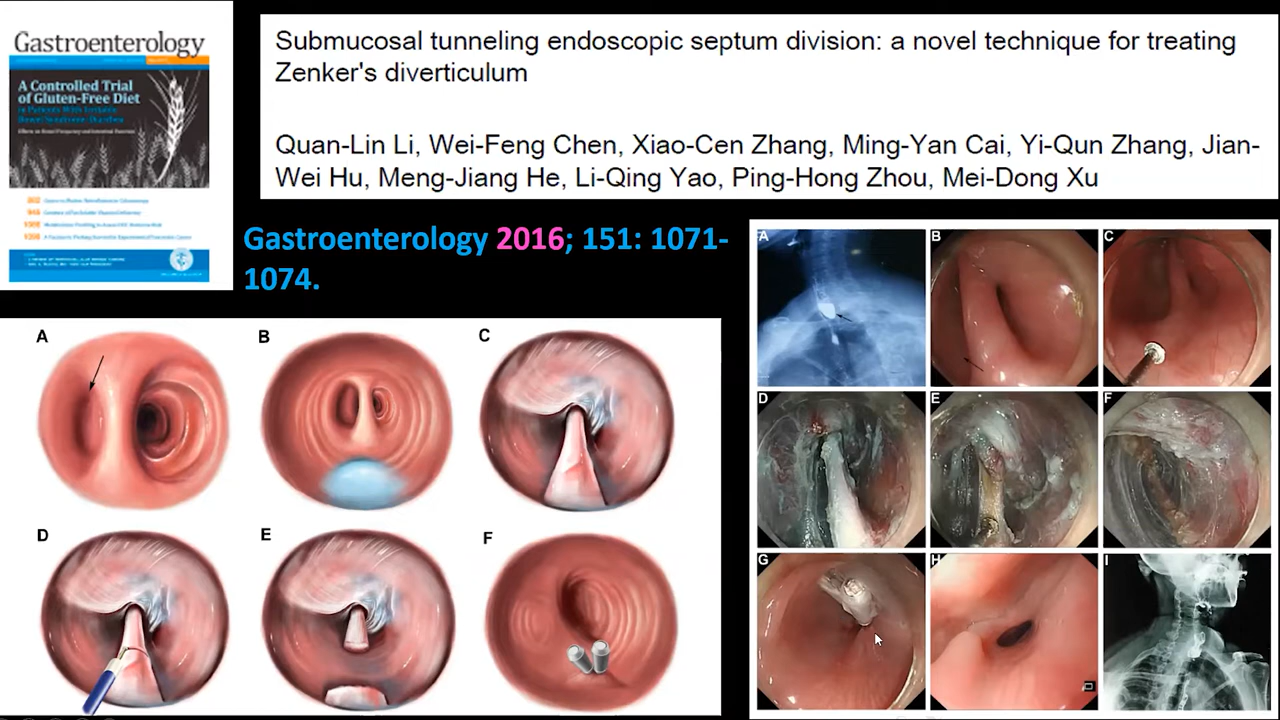 Gastroenterology
A Controlled Trial
of Gluten-Free Diet
Submucosal tunneling endoscopic septum division: a novel technique for treating
Zenker's diverticulum
Quan-Lin Li, Wei-Feng Chen, Xiao-Cen Zhang, Ming-Yan Cai, Yi-Qun Zhang, Jian-
Wei Hu, Meng-Jiang He, Li-Qing Yao, Ping-Hong Zhou, Mei-Dong Xu
Gastroenterology 2016; 151: 1071-
1074.
A
B
C
D
E
F
A
B
C
D
E
F
G
H
I